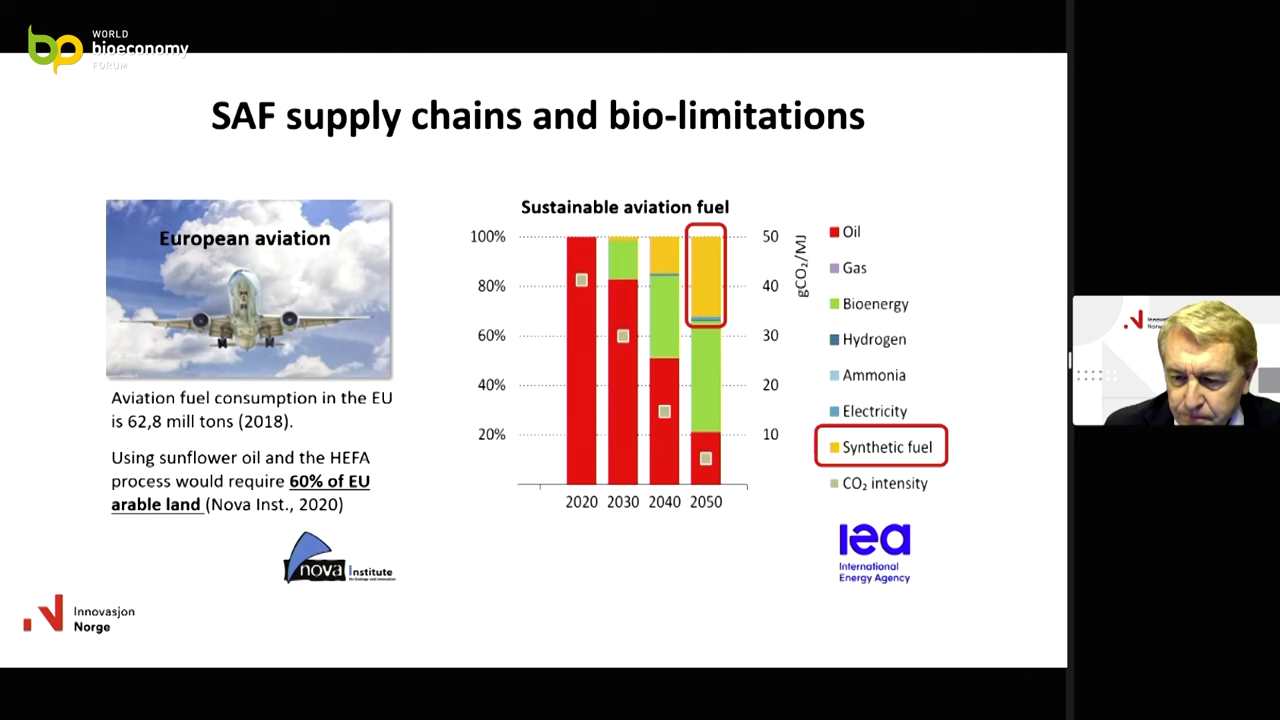 WORLD
bioeconomy
FORUM
SAF supply chains and bio-limitations
European aviation
Aviation fuel consumption in the EU
is 62,8 mill tons (2018).
Using sunflower oil and the HEFA
process would require 60% of EU
arable land (Nova Inst., 2020)
nova Institute
Innovasjon
Norge
Sustainable aviation fuel
100%
80%
60%
40%
20%
50
40
30
20
10
gCO₂/MJ
2020 2030 2040 2050
Oil
Gas
Bioenergy
Hydrogen
Ammonia
Electricity
Synthetic fuel
CO₂ intensity
iea
International
Energy Agency